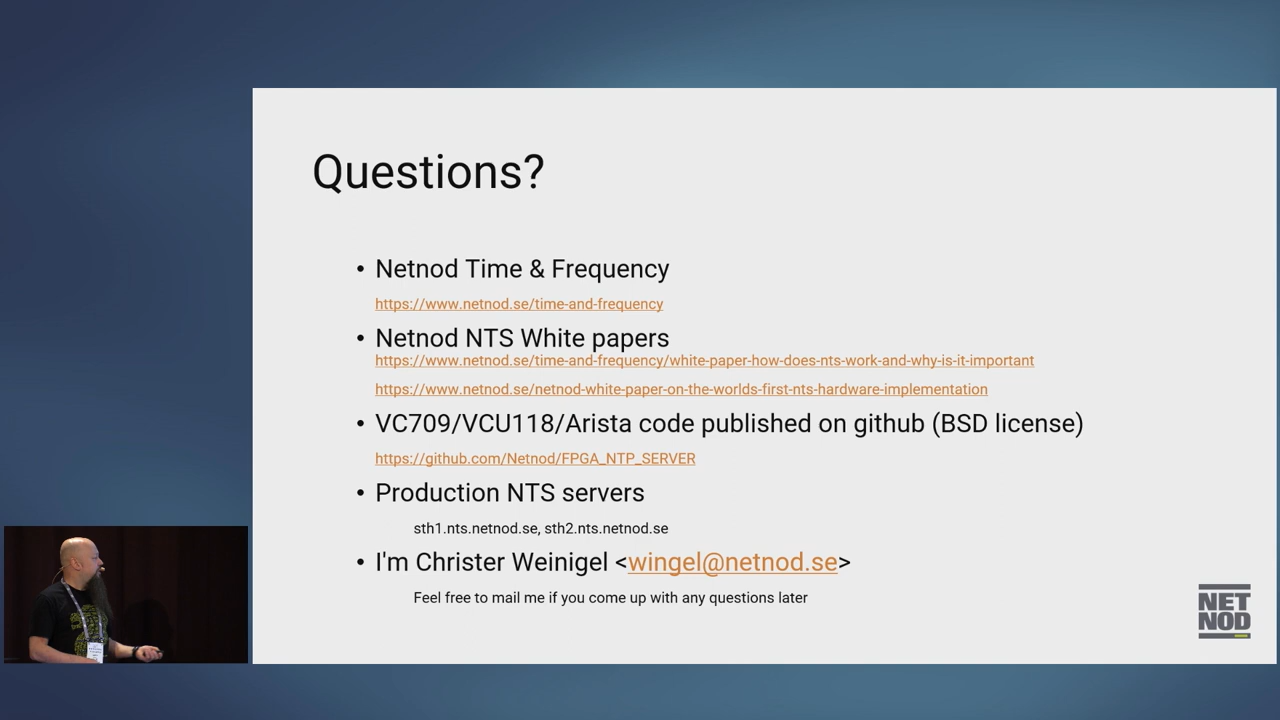 Questions?
• Netnod Time & Frequency
https://www.netnod.se/time-and-frequency
• Netnod NTS White papers
https://www.netnod.se/time-and-frequency/white-paper-how-does-nts-work-and-why-is-it-important
https://www.netnod.se/netnod-white-paper-on-the-worlds-first-nts-hardware-implementation
• VC709/VCU118/Arista code published on github (BSD license)
https://github.com/Netnod/FPGA_NTP_SERVER
• Production NTS servers
sth1.nts.netnod.se, sth2.nts.netnod.se
• I'm Christer Weinigel <wingel@netnod.se>
Feel free to mail me if you come up with any questions later
NET
NOD